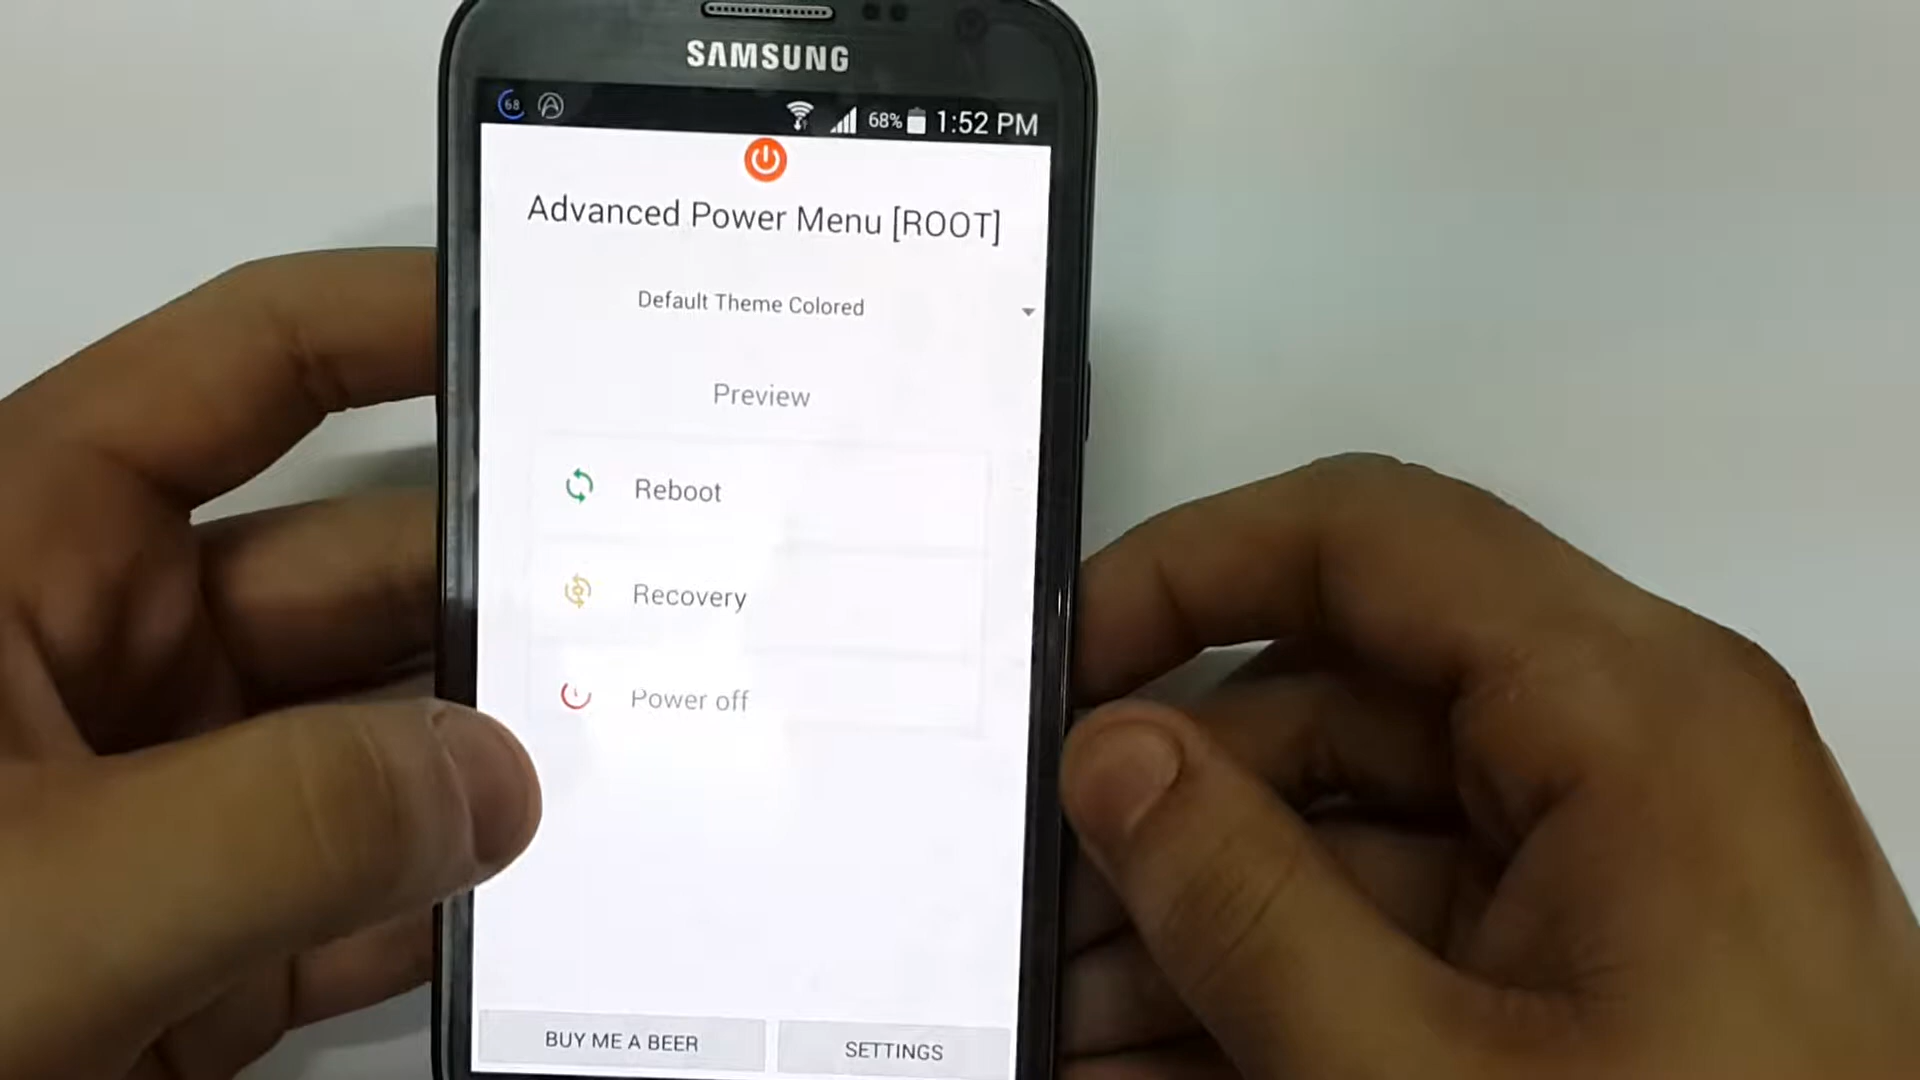 SAMSUNG
68
68% 1:52 PM
Advanced Power Menu [ROOT]
Default Theme Colored
Preview
Reboot
Recovery
Power off
BUY ME A BEER
SETTINGS